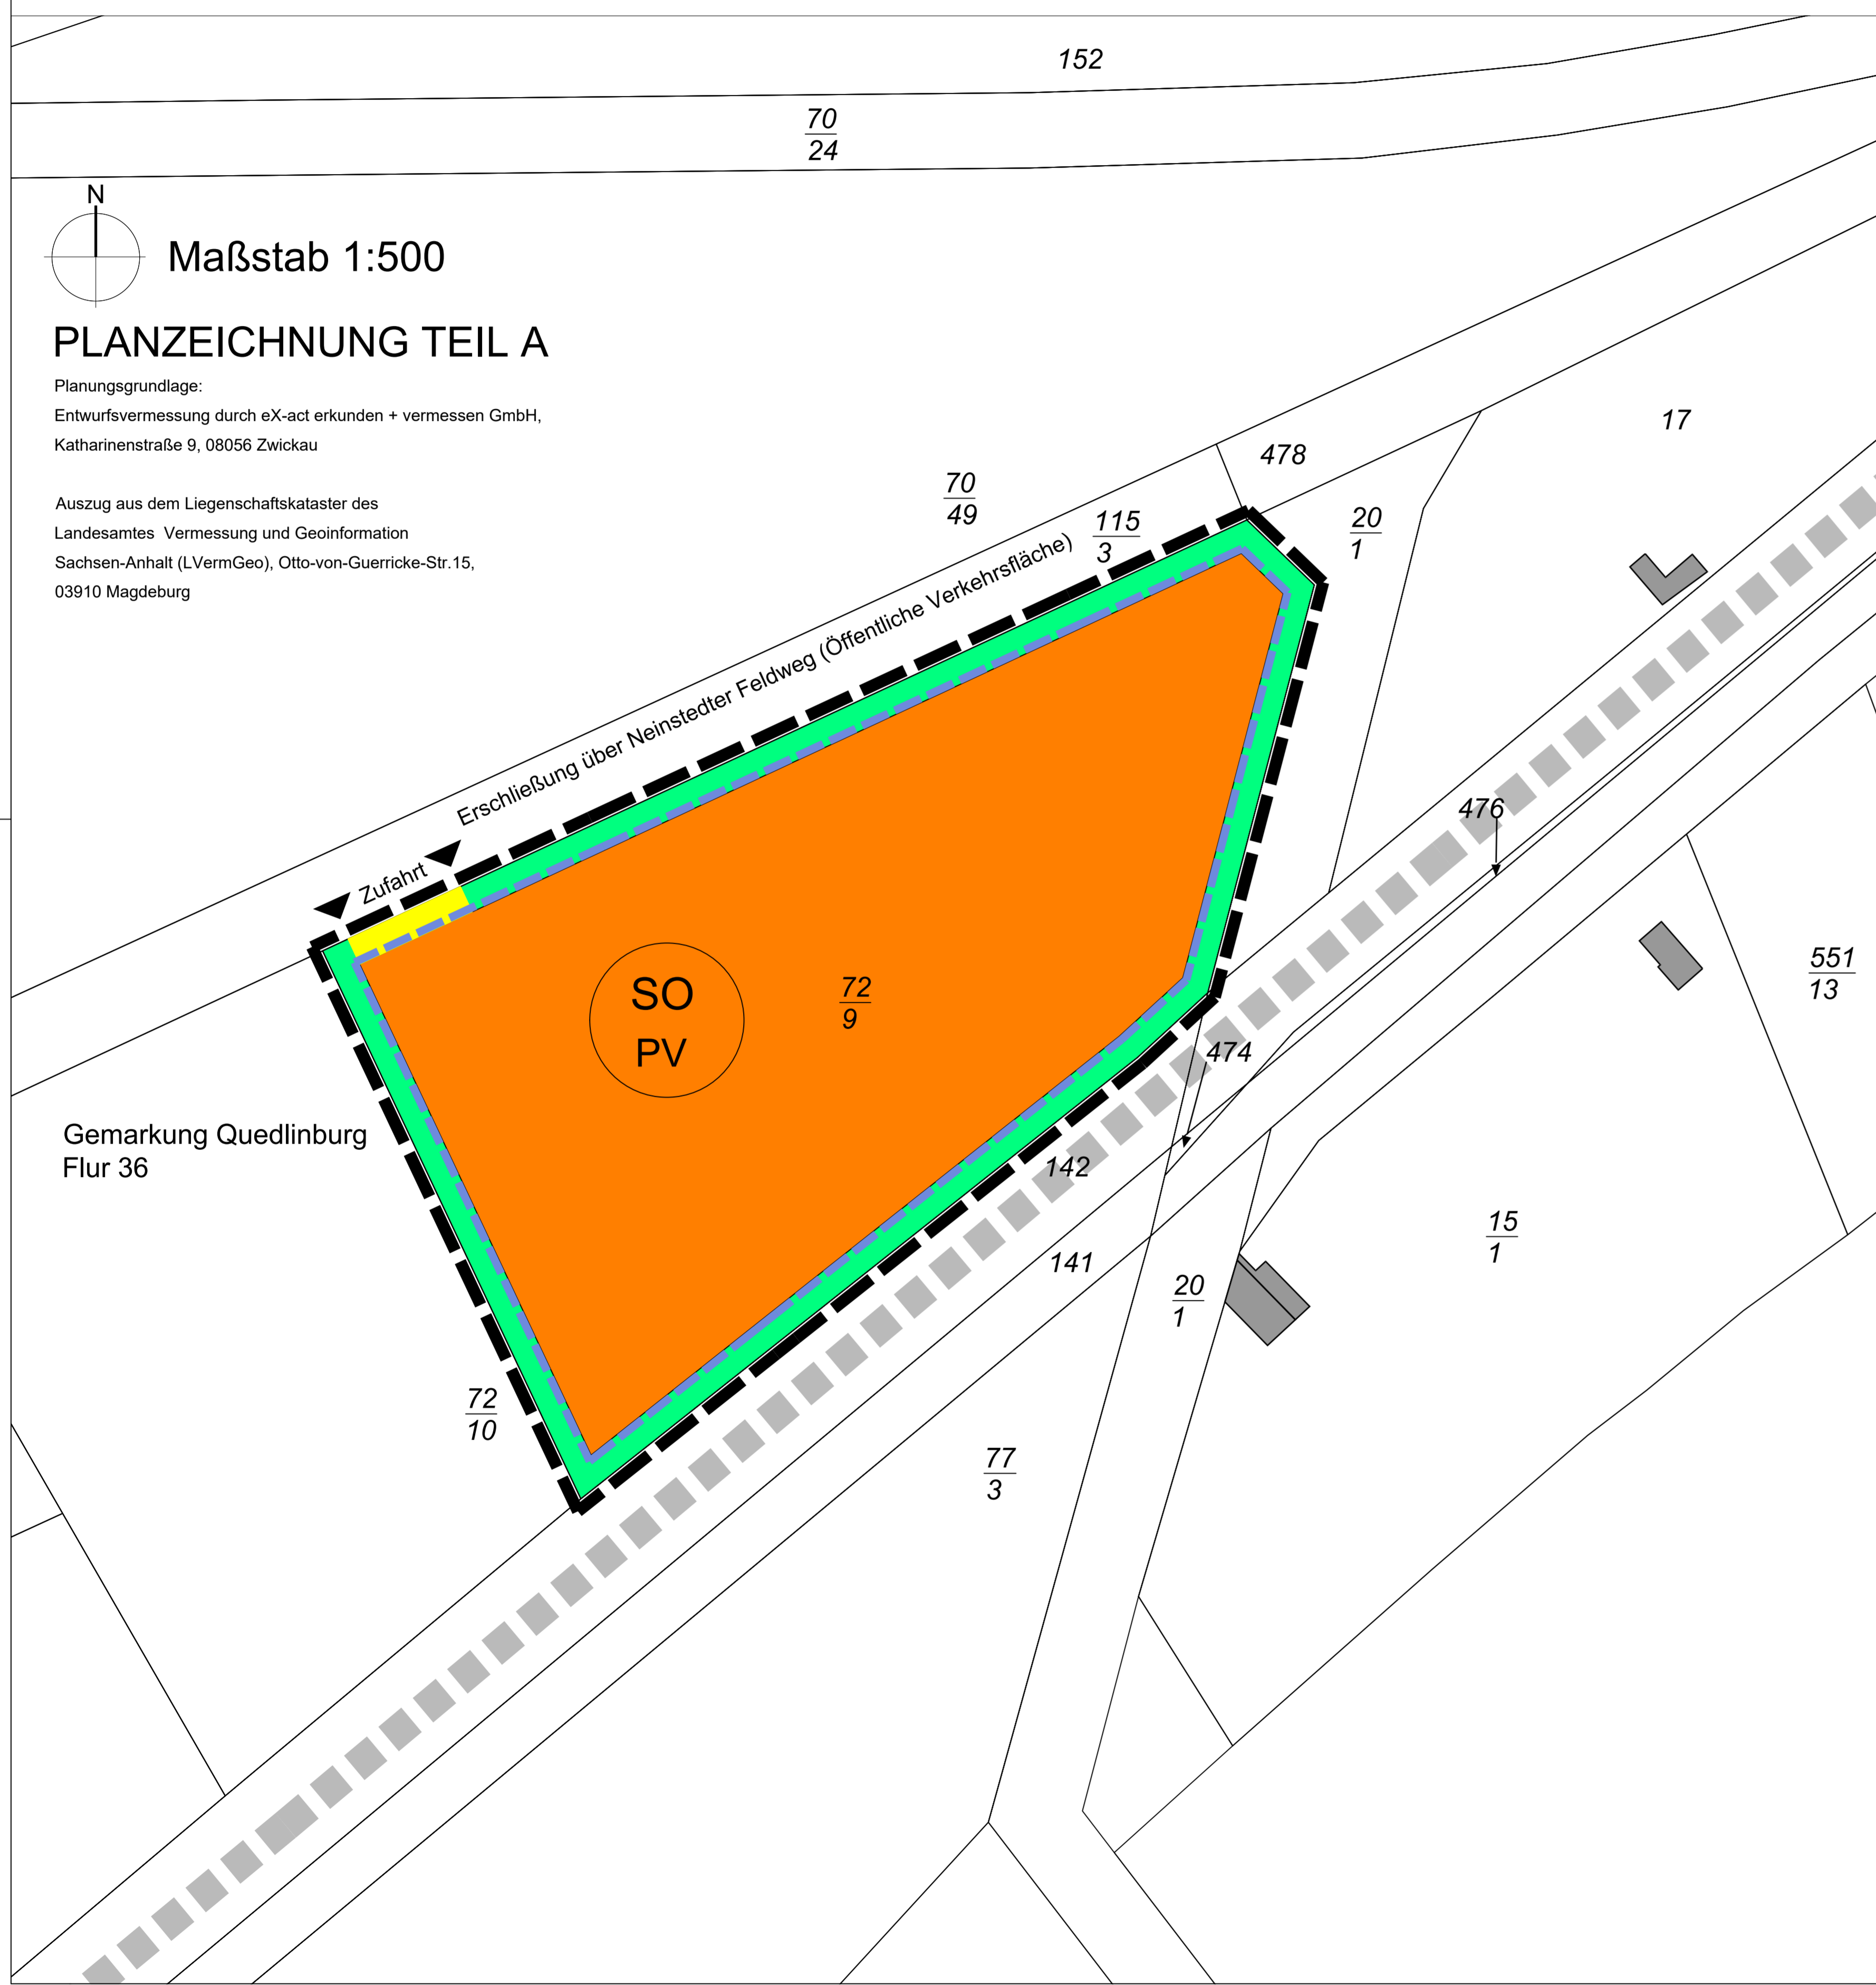 152
70
24
N
Maßstab 1:500
PLANZEICHNUNG TEIL A
Planungsgrundlage:
Entwurfsvermessung durch eX-act erkunden + vermessen GmbH,
Katharinenstraße 9, 08056 Zwickau
Auszug aus dem Liegenschaftskataster des
Landesamtes Vermessung und Geoinformation
Sachsen-Anhalt (LVermGeo), Otto-von-Guerricke-Str.15,
03910 Magdeburg
17
478
70
49
115
3
20
1
Erschließung über Neinstedter Feldweg (Öffentliche Verkehrsfläche)
476
Zufahrt
SO
PV
72
9
551
13
474
Gemarkung Quedlinburg
Flur 36
142
15
1
141
20
1
72
10
77
3